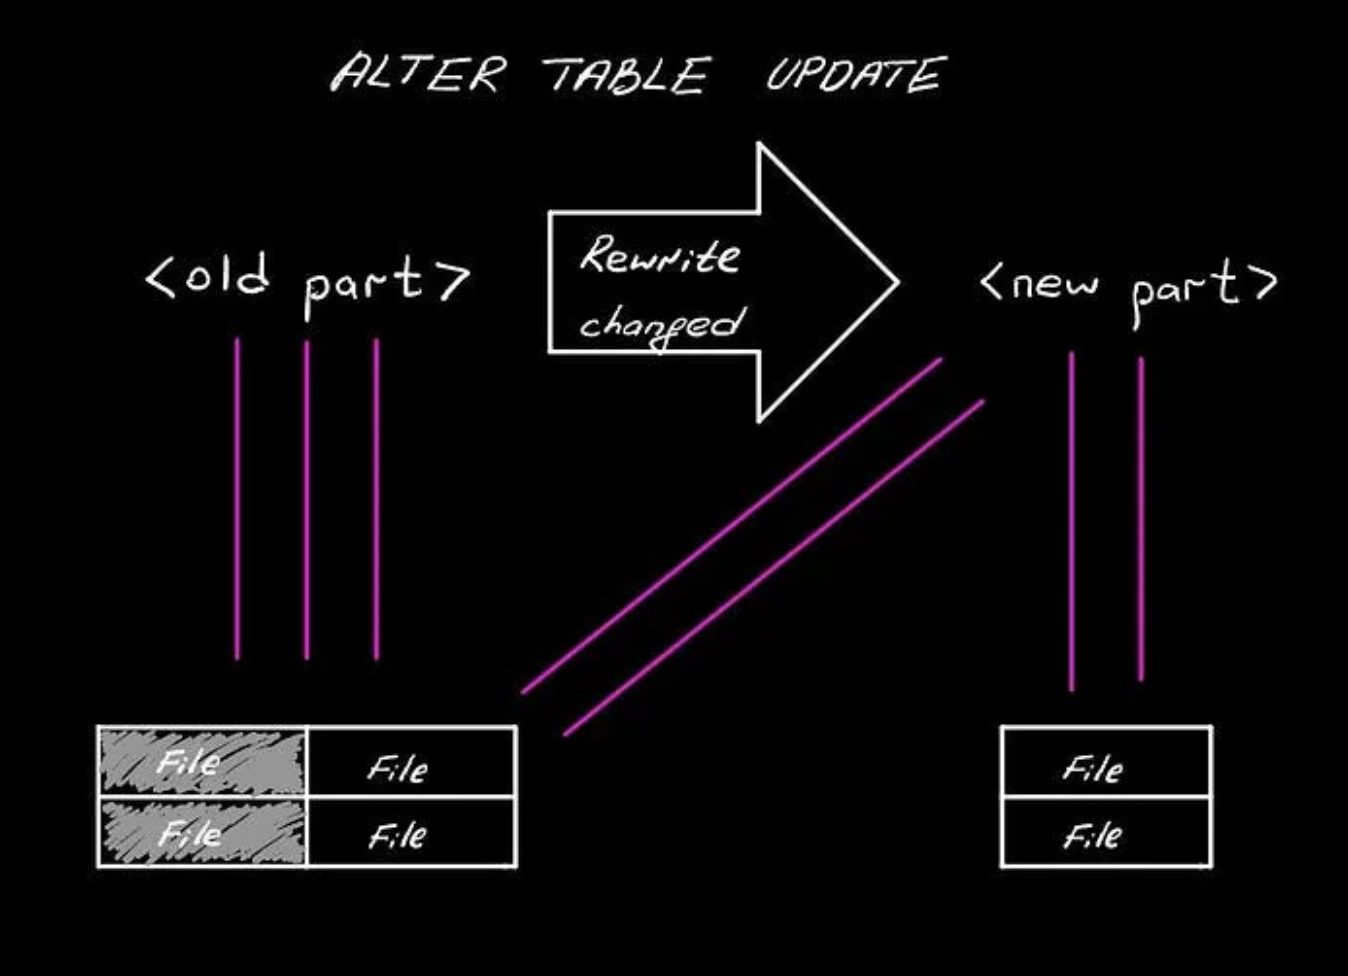 ALTER TABLE UPDATE
<old part>
Rewrite
changed
<new part>
File File
File File
File
File